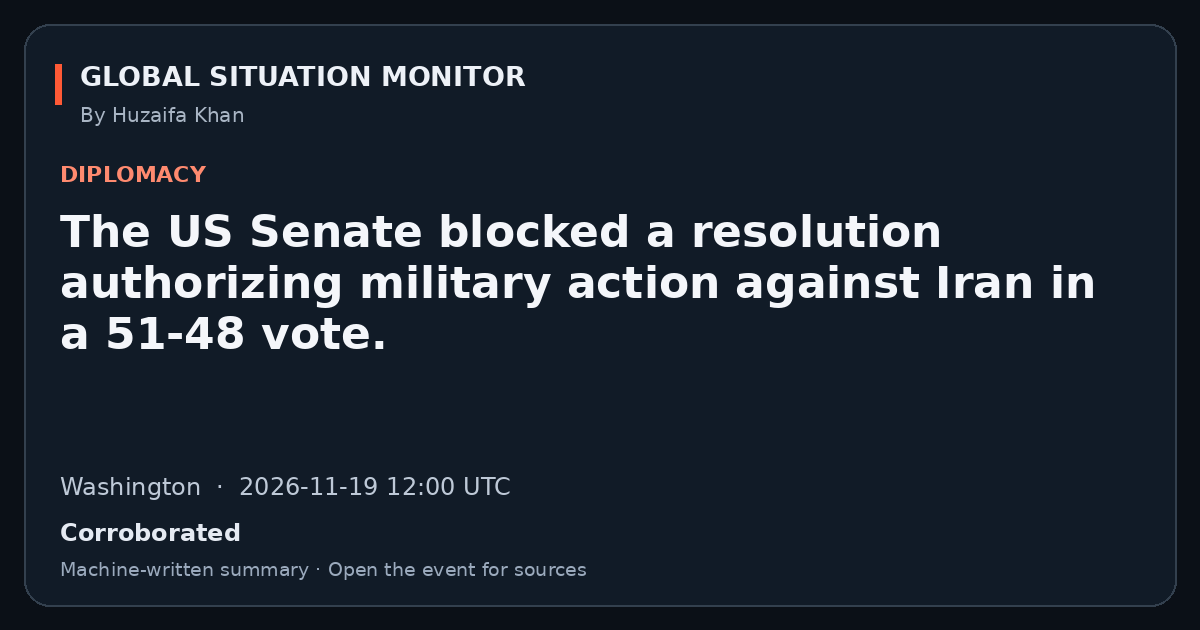 GLOBAL SITUATION MONITOR
By Huzaifa Khan
DIPLOMACY
The US Senate blocked a resolution
authorizing military action against Iran in
a 51-48 vote.
Washington · 2026-11-19 12:00 UTC
Corroborated
Machine-written summary · Open the event for sources